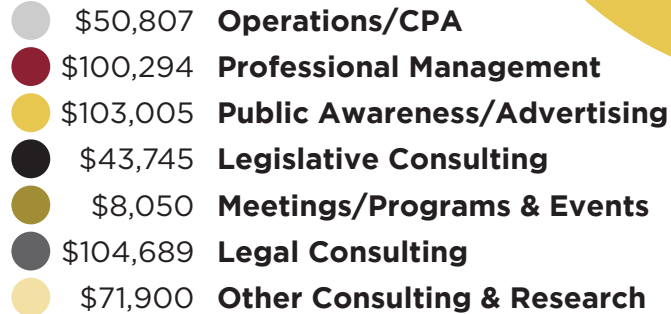 $50,807 Operations/CPA
$100,294 Professional Management
$103,005 Public Awareness/Advertising
$43,745 Legislative Consulting
$8,050 Meetings/Programs & Events
$104,689 Legal Consulting
$71,900 Other Consulting & Research